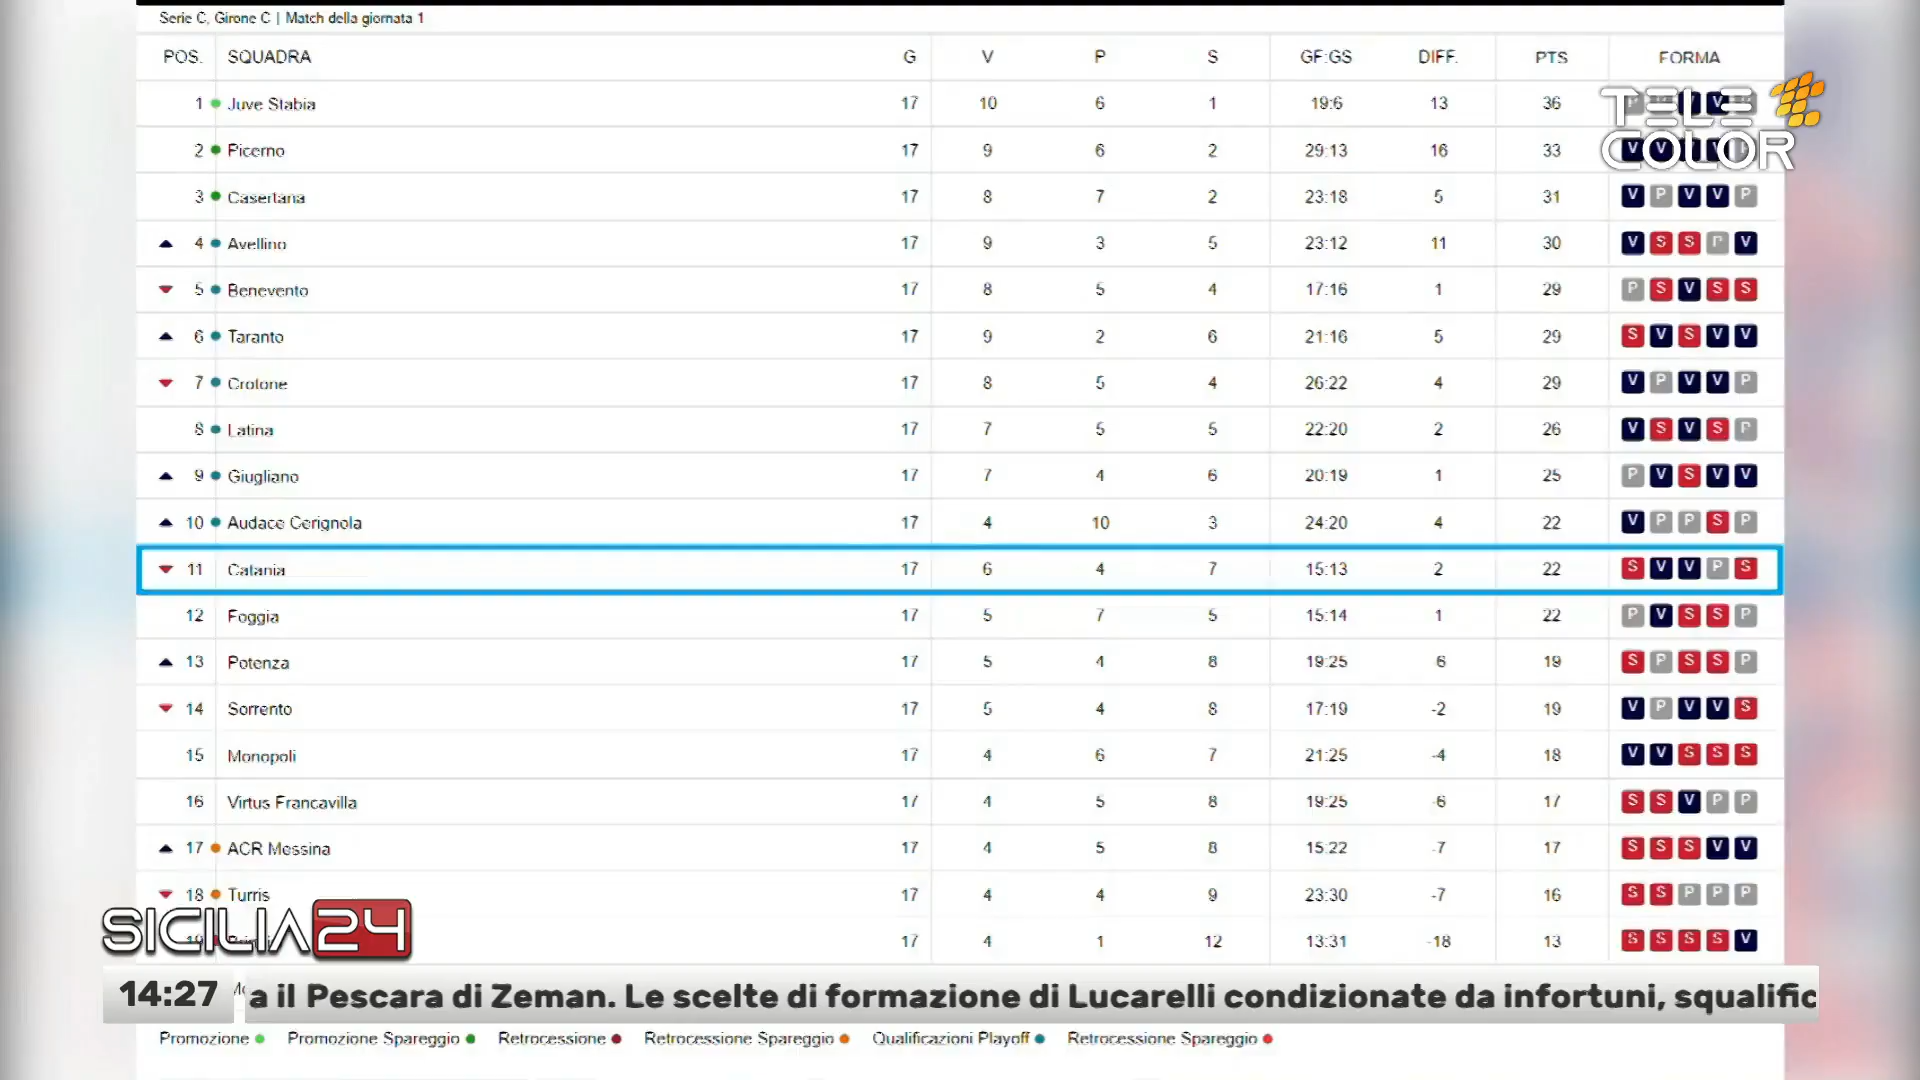 Serie C, Girone C | Match della giornata 1
POS. SQUADRA G V P S GF:GS DIFF. PTS FORMA
1 Juve Stabia 17 10 6 1 19:6 13 36 V
TELE COLOR
2 Picerno 17 9 6 2 29:13 16 33 V V
3 Casertana 17 8 7 2 23:18 5 31 V P V V P
4 Avellino 17 9 3 5 23:12 11 30 V S S P V
5 Benevento 17 8 5 4 17:16 1 29 P S V S S
6 Taranto 17 9 2 6 21:16 5 29 S V S V V
7 Crotone 17 8 5 4 26:22 4 29 V P V V P
8 Latina 17 7 5 5 22:20 2 26 V S V S P
9 Giugliano 17 7 4 6 20:19 1 25 P V S V V
10 Audace Cerignola 17 4 10 3 24:20 4 22 V P P S P
11 Catania 17 6 4 7 15:13 2 22 S V V P S
12 Foggia 17 5 7 5 15:14 1 22 P V S S P
13 Potenza 17 5 4 8 19:25 6 19 S P S S P
14 Sorrento 17 5 4 8 17:19 -2 19 V P V V S
15 Monopoli 17 4 6 7 21:25 -4 18 V V S S S
16 Virtus Francavilla 17 4 5 8 19:25 -6 17 S S V P P
17 ACR Messina 17 4 5 8 15:22 -7 17 S S S V V
18 Turris 17 4 4 9 23:30 -7 16 S S P P P
SICILIA24
17 4 1 12 13:31 -18 13 S S S S V
14:27 a il Pescara di Zeman. Le scelte di formazione di Lucarelli condizionate da infortuni, squalific
Promozione Promozione Spareggio Retrocessione Retrocessione Spareggio Qualificazioni Playoff Retrocessione Spareggio